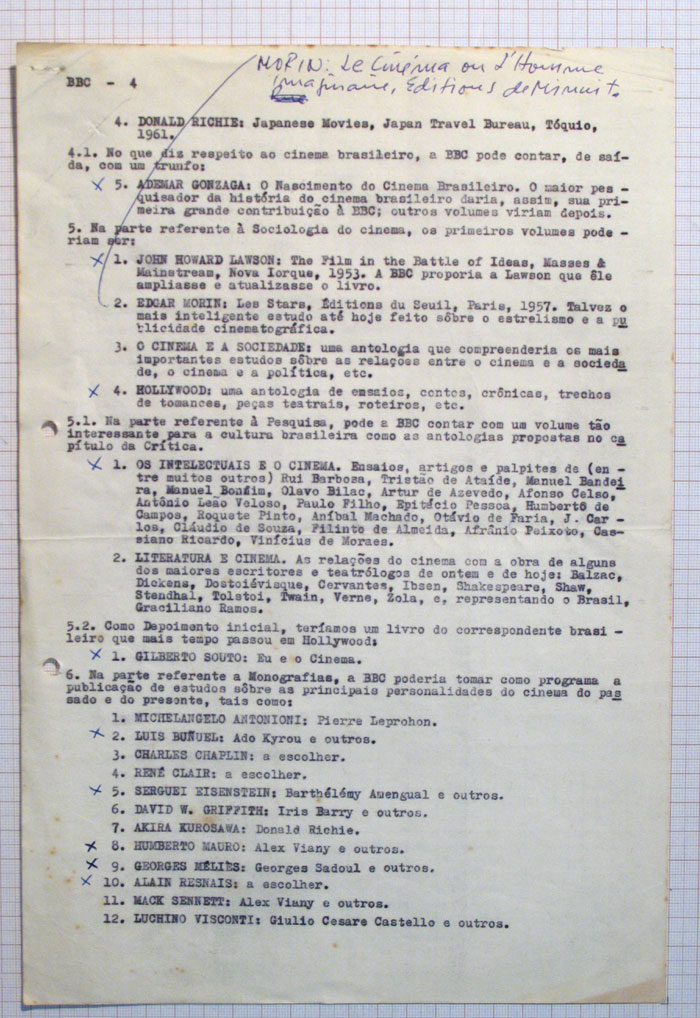 MORIN: Le Cinéma ou L'Homme
imaginaire, Éditions de Minuit.
BBC - 4
4. DONALD RICHIE: Japanese Movies, Japan Travel Bureau, Tóquio,
1961.
4.1. No que diz respeito ao cinema brasileiro, a BBC pode contar, de saí-
da, com um trunfo:
x 5. ADEMAR GONZAGA: O Nascimento do Cinema Brasileiro. O maior pes -
quisador da história do cinema brasileiro daria, assim, sua pri-
meira grande contribuição à BBC; outros volumes viriam depois.
5. Na parte referente à Sociologia do cinema, os primeiros volumes pode -
riam ser:
x 1. JOHN HOWARD LAWSON: The Film in the Battle of Ideas, Masses &
Mainstream, Nova Iorque, 1953. A BBC proporia a Lawson que êle
ampliasse e atualizasse o livro.
2. EDGAR MORIN: Les Stars, Éditions du Seuil, Paris, 1957. Talvez o
mais inteligente estudo até hoje feito sôbre o estrelismo e a pu
blicidade cinematográfica.
3. O CINEMA E A SOCIEDADE: uma antologia que compreenderia os mais
importantes estudos sôbre as relações entre o cinema e a socieda
de, o cinema e a política, etc.
x 4. HOLLYWOOD: uma antologia de ensaios, contos, crônicas, trechos
de tomances, peças teatrais, roteiros, etc.
5.1. Na parte referente à Pesquisa, pode a BBC contar com um volume tão
interessante para a cultura brasileira como as antologias propostas no ca
pítulo da Crítica.
x 1. OS INTELECTUAIS E O CINEMA. Ensaios, artigos e palpites de (en -
tre muitos outros) Rui Barboza, Tristão de Ataíde, Manuel Bandei
ra, Manuel Bonfim, Olavo Bilac, Artur de Azevedo, Afonso Celso,
Antônio Leão Veloso, Paulo Filho, Epitácio Pessoa, Humberto de
Campos, Roquete Pinto, Aníbal Machado, Otávio de Faria, J. Car -
los, Cláudio de Souza, Filinto de Almeida, Afrânio Peixoto, Cas-
siano Ricardo, Vinícius de Moraes.
2. LITERATURA E CINEMA. As relações do cinema com a obra de alguns
dos maiores escritores e teatrólogos de ontem e de hoje: Balzac,
Dickens, Dostoiévisque, Cervantes, Ibsen, Shakespeare, Shaw,
Stendhal, Tolstoi, Twain, Verne, Zola, e, representando o Brasil,
Graciliano Ramos.
5.2. Como Depoimento inicial, teríamos um livro do correspondente brasi -
leiro que mais tempo passou em Hollywood:
x 1. GILBERTO SOUTO: Eu e o Cinema.
6. Na parte referente a Monografias, a BBC poderia tomar como programa a
publicação de estudos sôbre as principais personalidades do cinema do pas
sado e do presente, tais como:
1. MICHELANGELO ANTONIONI: Pierre Leprohon.
x 2. LUIS BUÑUEL: Ado Kyrou e outros.
3. CHARLES CHAPLIN: a escolher.
4. RENÉ CLAIR: a escolher.
x 5. SERGUEI EISENSTEIN: Barthélémy Amengual e outros.
6. DAVID W. GRIFFITH: Iris Barry e outros.
7. AKIRA KUROSAWA: Donald Richie.
x 8. HUMBERTO MAURO: Alex Viany e outros.
x 9. GEORGES MÉLIES: Georges Sadoul e outros.
x 10. ALAIN RESNAIS: a escolher.
11. MACK SENNETT: Alex Viany e outros.
12. LUCHINO VISCONTI: Giulio Cesare Castello e outros.